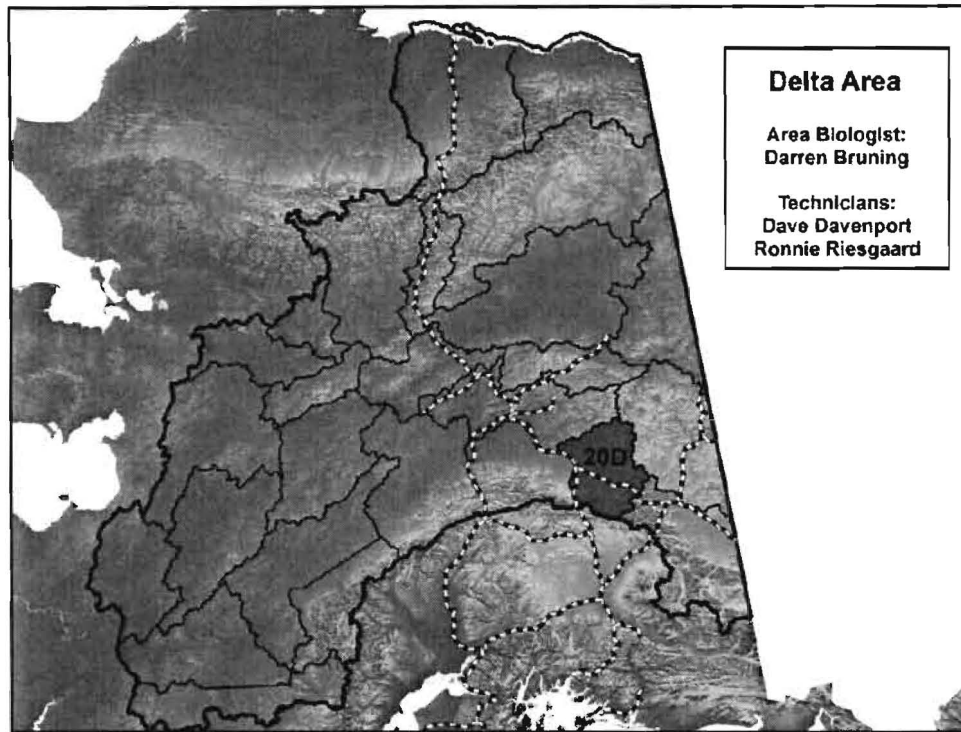 Delta Area
Area Biologist:
Darren Bruning
Technicians:
Dave Davenport
Ronnie Riesgaard
20D